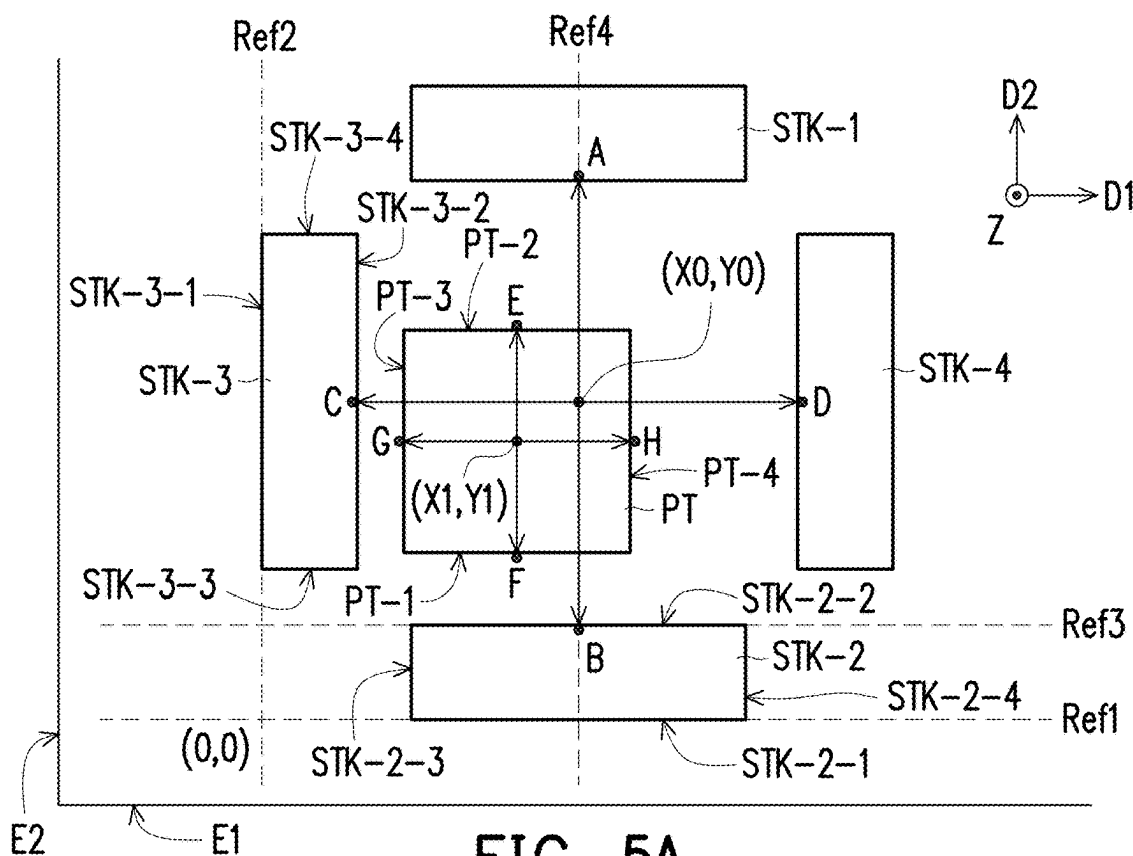 Ref2
Ref4
D2
STK-3-4
A
STK-1
STK-3-2
D1
Z
PT-2
(X0,Y0)
STK-3-1
PT-3
E
STK-3
STK-4
C
D
G
H
PT-4
(X1,Y1)
PT
STK-3-3
F
PT-1
STK-2-2
Ref3
B
STK-2
STK-2-4
Ref1
(0,0)
STK-2-3
STK-2-1
E2
E1
FIG. 5A